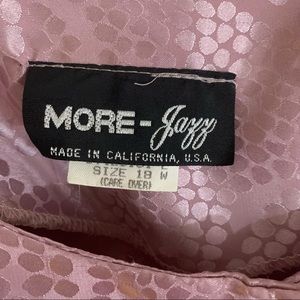 MORE-Jazz
MADE IN CALIFORNIA, U.S.A.
SIZE 18 W
(CARE OVER)